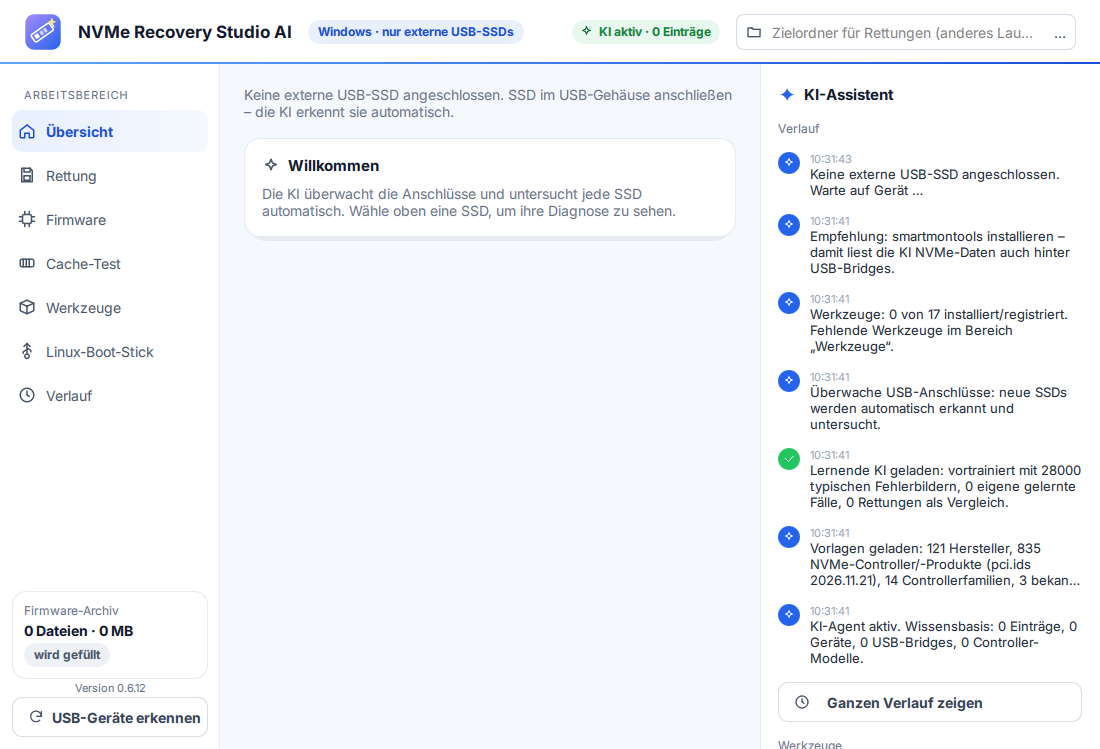 NVMe Recovery Studio AI
Windows · nur externe USB-SSDs
KI aktiv · 0 Einträge
Zielordner für Rettungen (anderes Lau...
...
ARBEITSBEREICH
Übersicht
Rettung
Firmware
Cache-Test
Werkzeuge
Linux-Boot-Stick
Verlauf
Firmware-Archiv
0 Dateien · 0 MB
wird gefüllt
Version 0.6.12
USB-Geräte erkennen
Keine externe USB-SSD angeschlossen. SSD im USB-Gehäuse anschließen
– die KI erkennt sie automatisch.
Willkommen
Die KI überwacht die Anschlüsse und untersucht jede SSD
automatisch. Wähle oben eine SSD, um ihre Diagnose zu sehen.
KI-Assistent
Verlauf
10:31:43
Keine externe USB-SSD angeschlossen.
Warte auf Gerät ...
10:31:41
Empfehlung: smartmontools installieren –
damit liest die KI NVMe-Daten auch hinter
USB-Bridges.
10:31:41
Werkzeuge: 0 von 17 installiert/registriert.
Fehlende Werkzeuge im Bereich
„Werkzeuge“.
10:31:41
Überwache USB-Anschlüsse: neue SSDs
werden automatisch erkannt und
untersucht.
10:31:41
Lernende KI geladen: vortrainiert mit 28000
typischen Fehlerbildern, 0 eigene gelernte
Fälle, 0 Rettungen als Vergleich.
10:31:41
Vorlagen geladen: 121 Hersteller, 835
NVMe-Controller/-Produkte (pci.ids
2026.11.21), 14 Controllerfamilien, 3 bekan...
10:31:41
KI-Agent aktiv. Wissensbasis: 0 Einträge, 0
Geräte, 0 USB-Bridges, 0 Controller-
Modelle.
Ganzen Verlauf zeigen
Werkzeuge